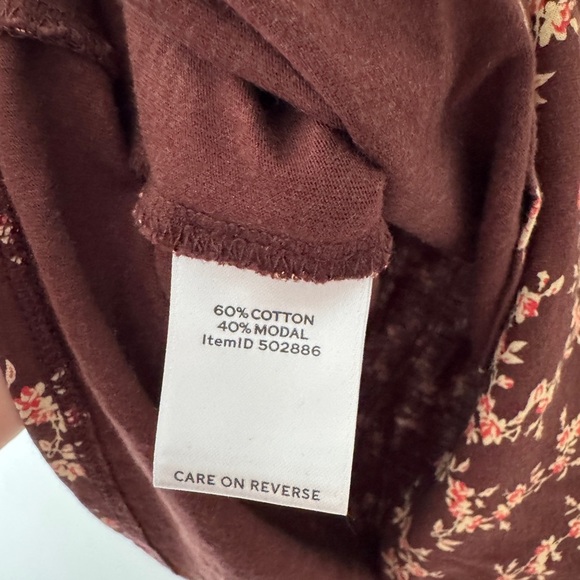 60% COTTON
40% MODAL
ItemID 502886
CARE ON REVERSE